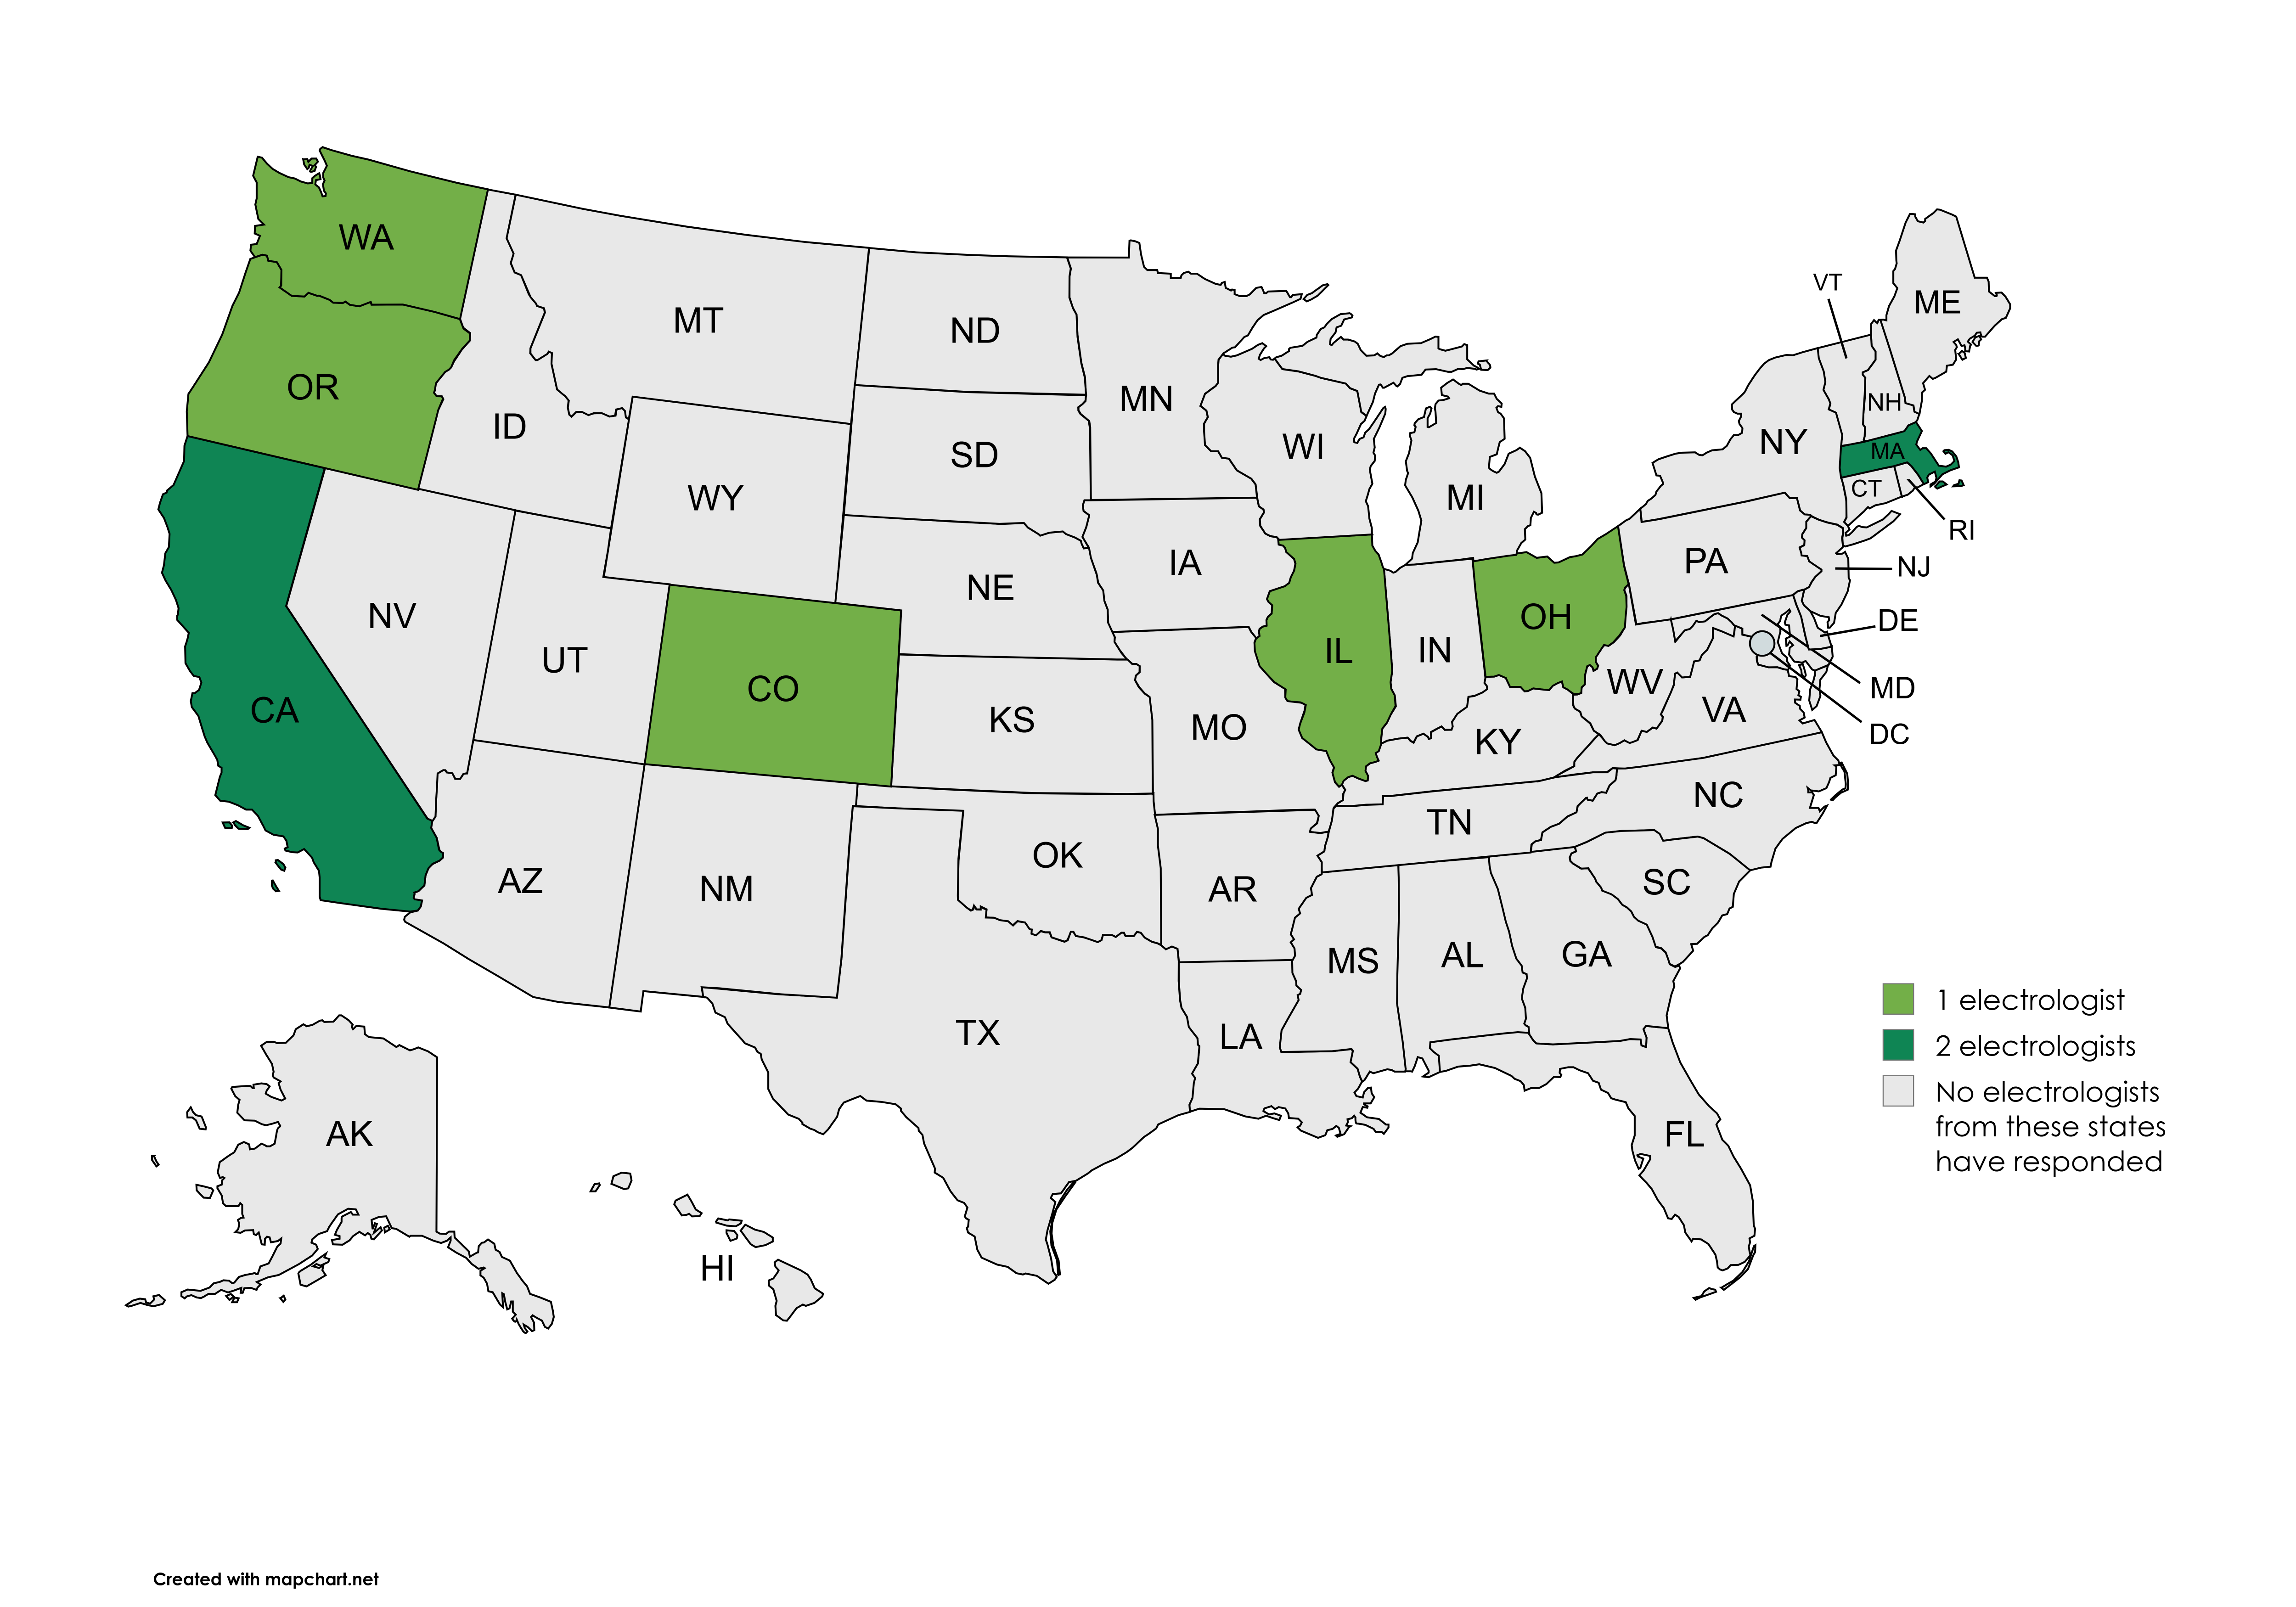 WA
OR
CA
ID
NV
MT
WY
UT
CO
AZ
NM
ND
SD
NE
KS
OK
TX
MN
IA
MO
AR
LA
WI
IL
MI
IN
OH
KY
TN
MS
AL
GA
FL
SC
NC
VA
WV
PA
NY
VT
NH
ME
MA
CT
RI
NJ
DE
MD
DC
AK
HI
1 electrologist
2 electrologists
No electrologists
from these states
have responded
Created with mapchart.net